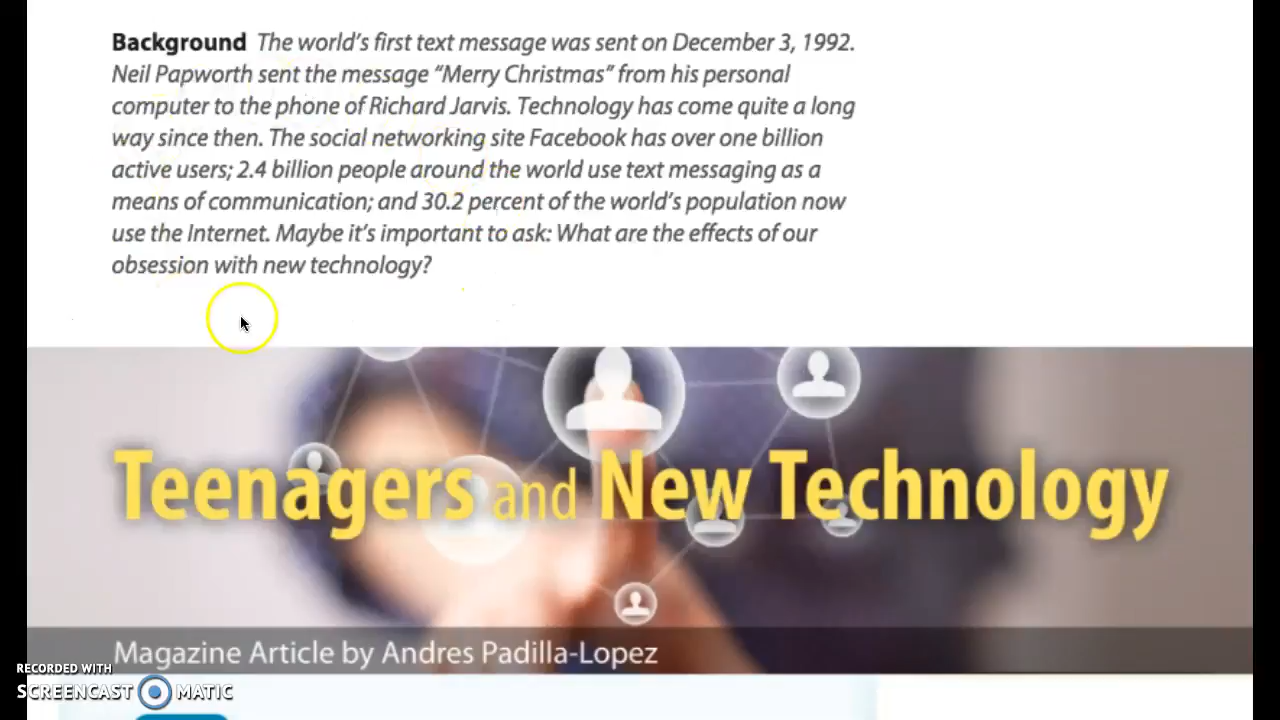 Background The world's first text message was sent on December 3, 1992.
Neil Papworth sent the message “Merry Christmas” from his personal
computer to the phone of Richard Jarvis. Technology has come quite a long
way since then. The social networking site Facebook has over one billion
active users; 2.4 billion people around the world use text messaging as a
means of communication; and 30.2 percent of the world's population now
use the Internet. Maybe it's important to ask: What are the effects of our
obsession with new technology?
Teenagers and New Technology
Magazine Article by Andres Padilla-Lopez
RECORDED WITH
SCREENCAST MATIC